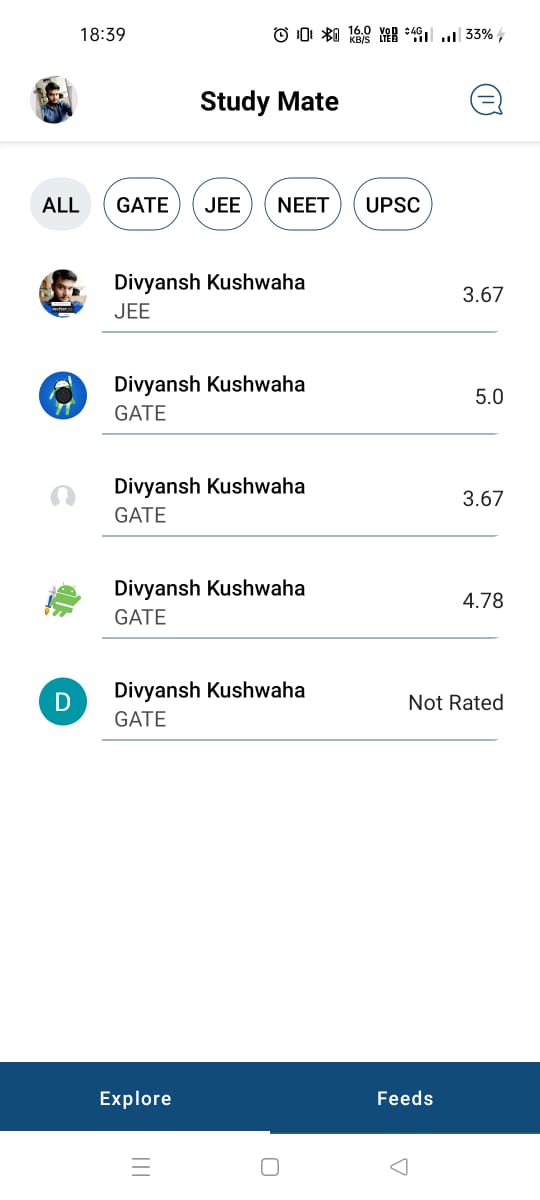 18:39
16.0 KB/S VoD LTEB 4G 33%
Study Mate
ALL GATE JEE NEET UPSC
Divyansh Kushwaha
3.67
JEE
Divyansh Kushwaha
5.0
GATE
Divyansh Kushwaha
3.67
GATE
Divyansh Kushwaha
4.78
GATE
D
Divyansh Kushwaha
Not Rated
GATE
Explore Feeds